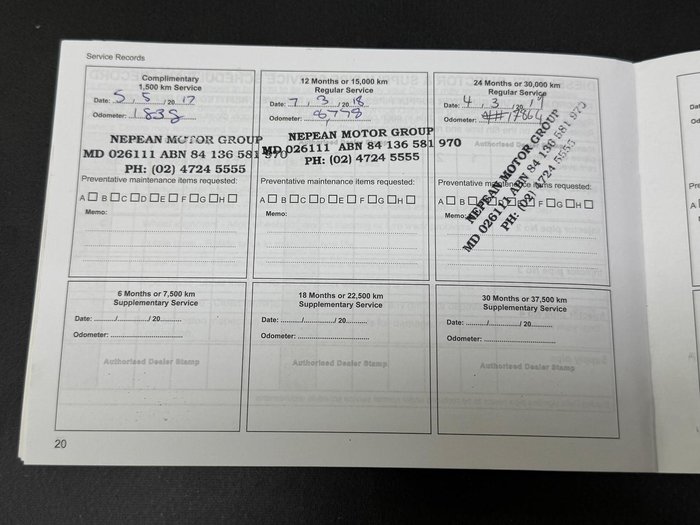 Service Records
Complimentary
1,500 km Service
Date: 5 / 5 / 20 17
Odometer: 1838
NEPEAN MOTOR GROUP
MD 026111 ABN 84 136 581 970
PH: (02) 4724 5555
Preventative maintenance items requested:
A B C D E F G H
Memo:
12 Months or 15,000 km
Regular Service
Date: 7 / 3 / 20 18
Odometer: 8778
NEPEAN MOTOR GROUP
MD 026111 ABN 84 136 581 970
PH: (02) 4724 5555
Preventative maintenance items requested:
A B C D E F G H
Memo:
24 Months or 30,000 km
Regular Service
Date: 4 / 3 / 20 19
Odometer: 17864
NEPEAN MOTOR GROUP
MD 026111 ABN 84 136 581 970
PH: (02) 4724 5555
Preventative maintenance items requested:
A B C D E F G H
Memo:
6 Months or 7,500 km
Supplementary Service
Date: ......../......../ 20..........
Odometer: ..........................
Authorised Dealer Stamp
18 Months or 22,500 km
Supplementary Service
Date: ......../......../ 20..........
Odometer: ..........................
Authorised Dealer Stamp
30 Months or 37,500 km
Supplementary Service
Date: ......../......../ 20..........
Odometer: ..........................
Authorised Dealer Stamp
20